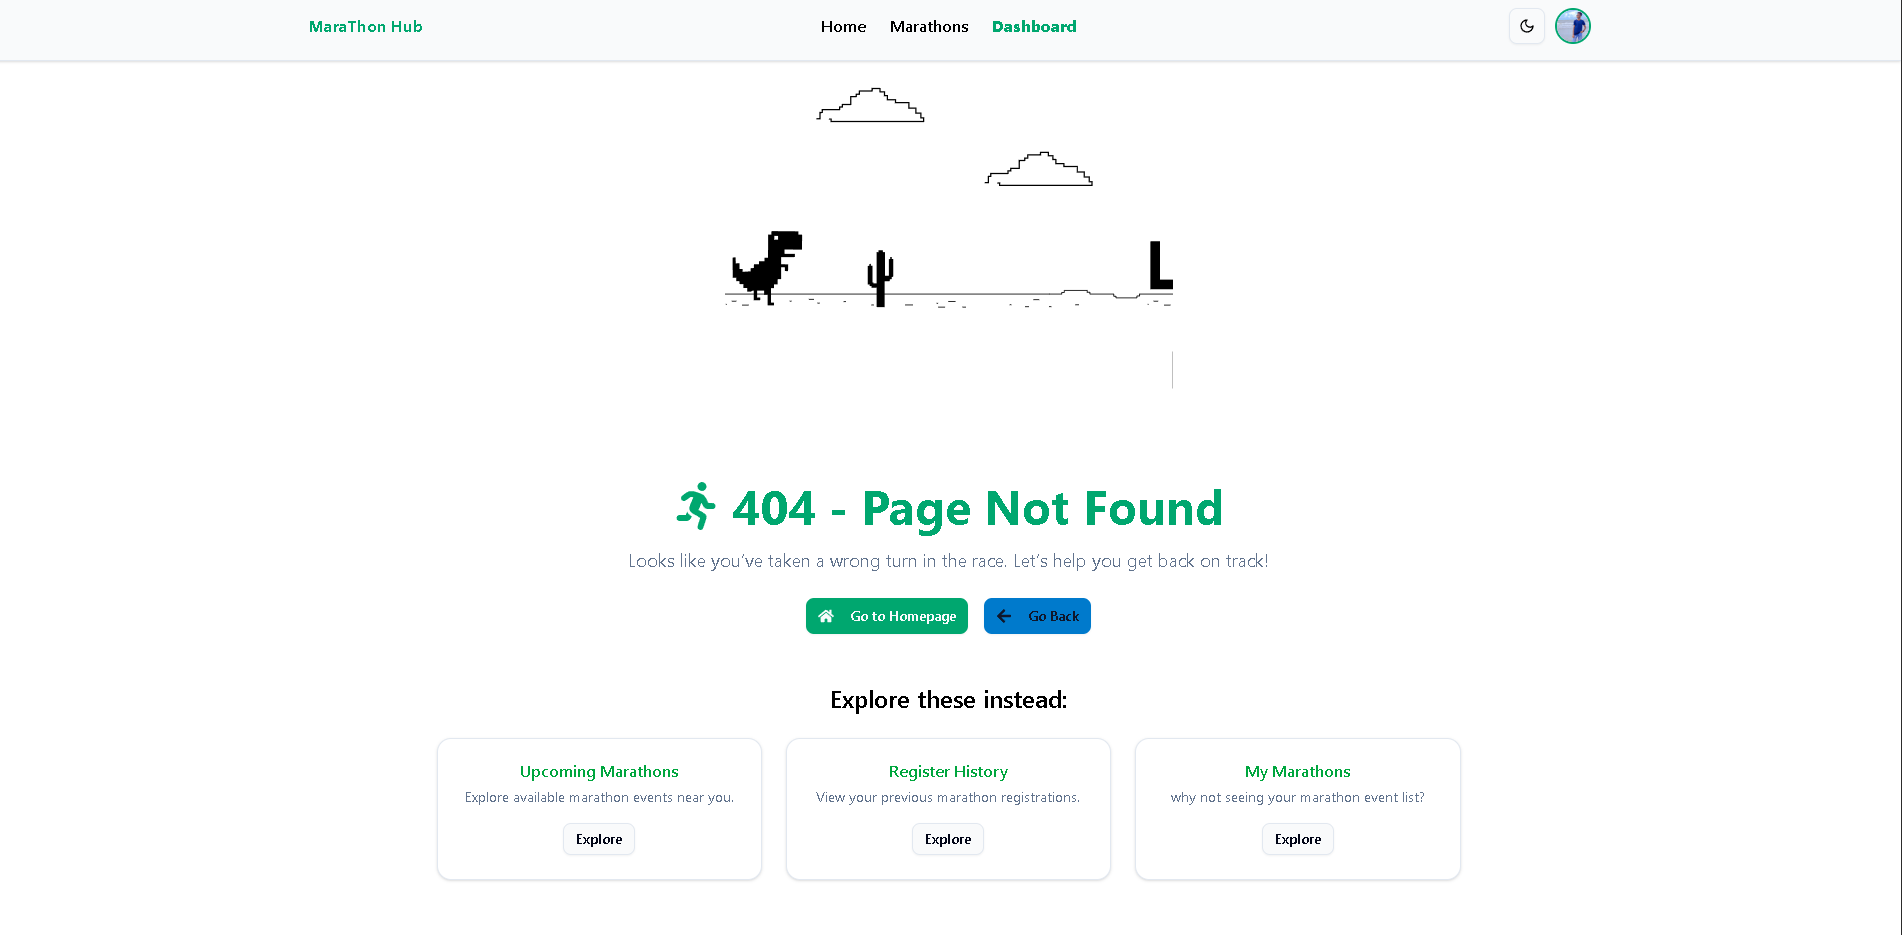 MaraThon Hub
Home Marathons Dashboard
L
404 - Page Not Found
Looks like you've taken a wrong turn in the race. Let's help you get back on track!
Go to Homepage Go Back
Explore these instead:
Upcoming Marathons
Explore available marathon events near you.
Explore
Register History
View your previous marathon registrations.
Explore
My Marathons
why not seeing your marathon event list?
Explore